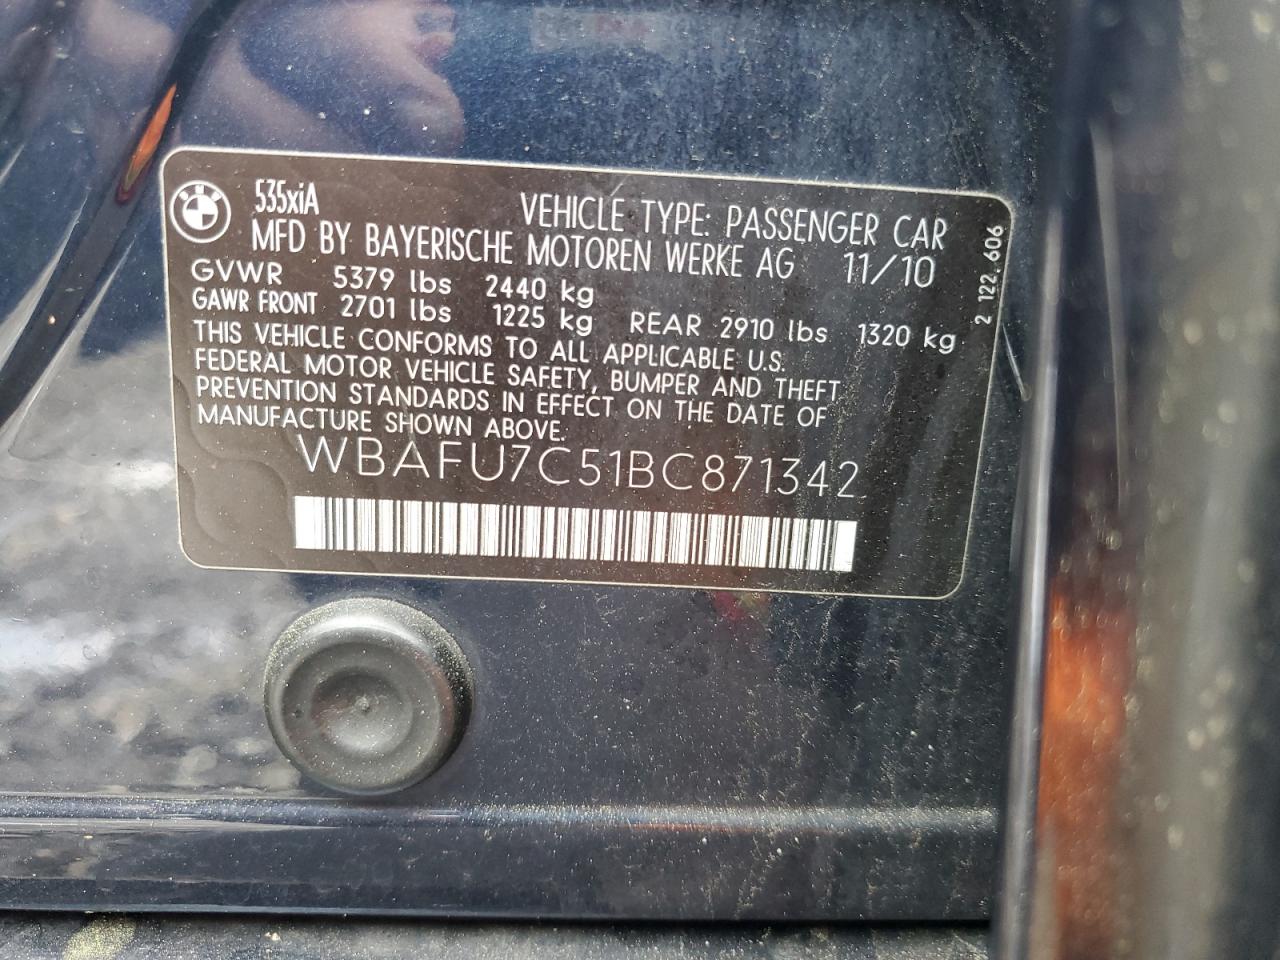 535xiA
VEHICLE TYPE: PASSENGER CAR
MFD BY BAYERISCHE MOTOREN WERKE AG 11/10
GVWR 5379 lbs 2440 kg
GAWR FRONT 2701 lbs 1225 kg REAR 2910 lbs 1320 kg
THIS VEHICLE CONFORMS TO ALL APPLICABLE U.S.
FEDERAL MOTOR VEHICLE SAFETY, BUMPER AND THEFT
PREVENTION STANDARDS IN EFFECT ON THE DATE OF
MANUFACTURE SHOWN ABOVE.
WBAFU7C51BC871342
2 122.606